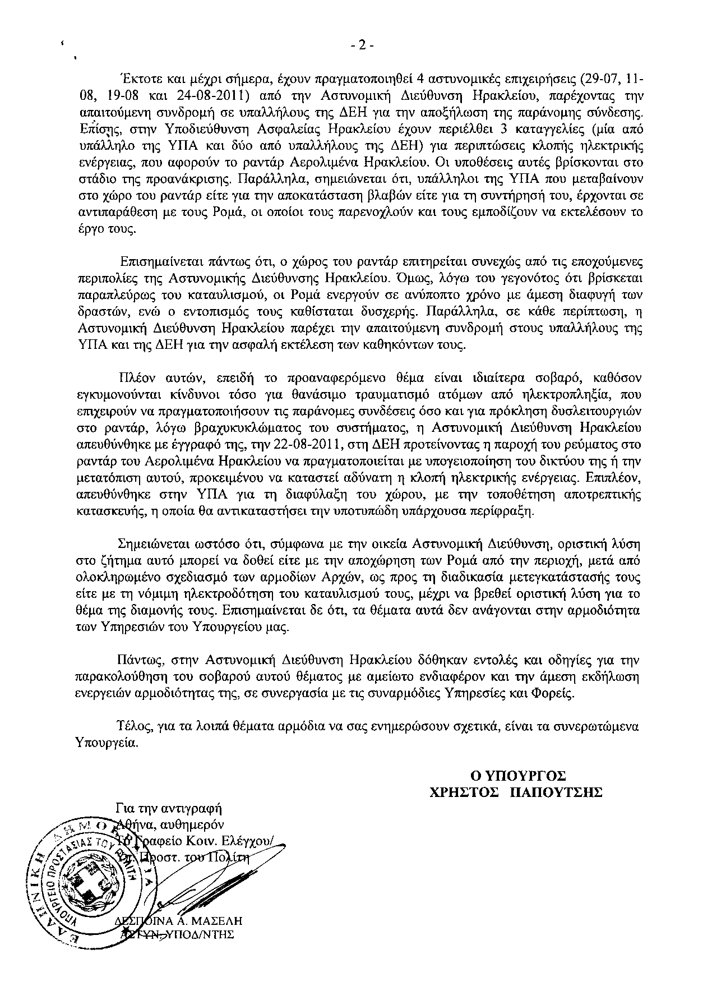 - 2 -
Έκτοτε και μέχρι σήμερα, έχουν πραγματοποιηθεί 4 αστυνομικές επιχειρήσεις (29-07, 11-
08, 19-08 και 24-08-2011) από την Αστυνομική Διεύθυνση Ηρακλείου, παρέχοντας την
απαιτούμενη συνδρομή σε υπαλλήλους της ΔΕΗ για την αποξήλωση της παράνομης σύνδεσης.
Επίσης, στην Υποδιεύθυνση Ασφαλείας Ηρακλείου έχουν περιέλθει 3 καταγγελίες (μία από
υπάλληλο της ΥΠΑ και δύο από υπαλλήλους της ΔΕΗ) για περιπτώσεις κλοπής ηλεκτρικής
ενέργειας, που αφορούν το ραντάρ Αερολιμένα Ηρακλείου. Οι υποθέσεις αυτές βρίσκονται στο
στάδιο της προανάκρισης. Παράλληλα, σημειώνεται ότι, υπάλληλοι της ΥΠΑ που μεταβαίνουν
στο χώρο του ραντάρ είτε για την αποκατάσταση βλαβών είτε για τη συντήρησή του, έρχονται σε
αντιπαράθεση με τους Ρομά, οι οποίοι τους παρενοχλούν και τους εμποδίζουν να εκτελέσουν το
έργο τους.
Επισημαίνεται πάντως ότι, ο χώρος του ραντάρ επιτηρείται συνεχώς από τις εποχούμενες
περιπολίες της Αστυνομικής Διεύθυνσης Ηρακλείου. Όμως, λόγω του γεγονότος ότι βρίσκεται
παραπλεύρως του καταυλισμού, οι Ρομά ενεργούν σε ανύποπτο χρόνο με άμεση διαφυγή των
δραστών, ενώ ο εντοπισμός τους καθίσταται δυσχερής. Παράλληλα, σε κάθε περίπτωση, η
Αστυνομική Διεύθυνση Ηρακλείου παρέχει την απαιτούμενη συνδρομή στους υπαλλήλους της
ΥΠΑ και της ΔΕΗ για την ασφαλή εκτέλεση των καθηκόντων τους.
Πλέον αυτών, επειδή το προαναφερόμενο θέμα είναι ιδιαίτερα σοβαρό, καθόσον
εγκυμονούνται κίνδυνοι τόσο για θανάσιμο τραυματισμό ατόμων από ηλεκτροπληξία, που
επιχειρούν να πραγματοποιήσουν τις παράνομες συνδέσεις όσο και για πρόκληση δυσλειτουργιών
στο ραντάρ, λόγω βραχυκυκλώματος του συστήματος, η Αστυνομική Διεύθυνση Ηρακλείου
απευθύνθηκε με έγγραφό της, την 22-08-2011, στη ΔΕΗ προτείνοντας η παροχή του ρεύματος στο
ραντάρ του Αερολιμένα Ηρακλείου να πραγματοποιείται με υπογειοποίηση του δικτύου της ή την
μετατόπιση αυτού, προκειμένου να καταστεί αδύνατη η κλοπή ηλεκτρικής ενέργειας. Επιπλέον,
απευθύνθηκε στην ΥΠΑ για τη διαφύλαξη του χώρου, με την τοποθέτηση αποτρεπτικής
κατασκευής, η οποία θα αντικαταστήσει την υποτυπώδη υπάρχουσα περίφραξη.
Σημειώνεται ωστόσο ότι, σύμφωνα με την οικεία Αστυνομική Διεύθυνση, οριστική λύση
στο ζήτημα αυτό μπορεί να δοθεί είτε με την αποχώρηση των Ρομά από την περιοχή, μετά από
ολοκληρωμένο σχεδιασμό των αρμοδίων Αρχών, ως προς τη διαδικασία μετεγκατάστασής τους
είτε με τη νόμιμη ηλεκτροδότηση του καταυλισμού τους, μέχρι να βρεθεί οριστική λύση για το
θέμα της διαμονής τους. Επισημαίνεται δε ότι, τα θέματα αυτά δεν ανάγονται στην αρμοδιότητα
των Υπηρεσιών του Υπουργείου μας.
Πάντως, στην Αστυνομική Διεύθυνση Ηρακλείου δόθηκαν εντολές και οδηγίες για την
παρακολούθηση του σοβαρού αυτού θέματος με αμείωτο ενδιαφέρον και την άμεση εκδήλωση
ενεργειών αρμοδιότητας της, σε συνεργασία με τις συναρμόδιες Υπηρεσίες και Φορείς.
Τέλος, για τα λοιπά θέματα αρμόδια να σας ενημερώσουν σχετικά, είναι τα συνερωτώμενα
Υπουργεία.
Ο ΥΠΟΥΡΓΟΣ
ΧΡΗΣΤΟΣ ΠΑΠΟΥΤΣΗΣ
Για την αντιγραφή
Αθήνα, αυθημερόν
Το Γραφείο Κοιν. Ελέγχου/
Υπ. Προστ. του Πολίτη
ΕΛΛΗΝΙΚΗ ΔΗΜΟΚΡΑΤΙΑ
ΥΠΟΥΡΓΕΙΟ ΠΡΟΣΤΑΣΙΑΣ ΤΟΥ ΠΟΛΙΤΗ
ΔΕΣΠΟΙΝΑ Α. ΜΑΣΕΛΗ
ΑΣΤΥΝ. ΥΠΟΔ/ΝΤΗΣ